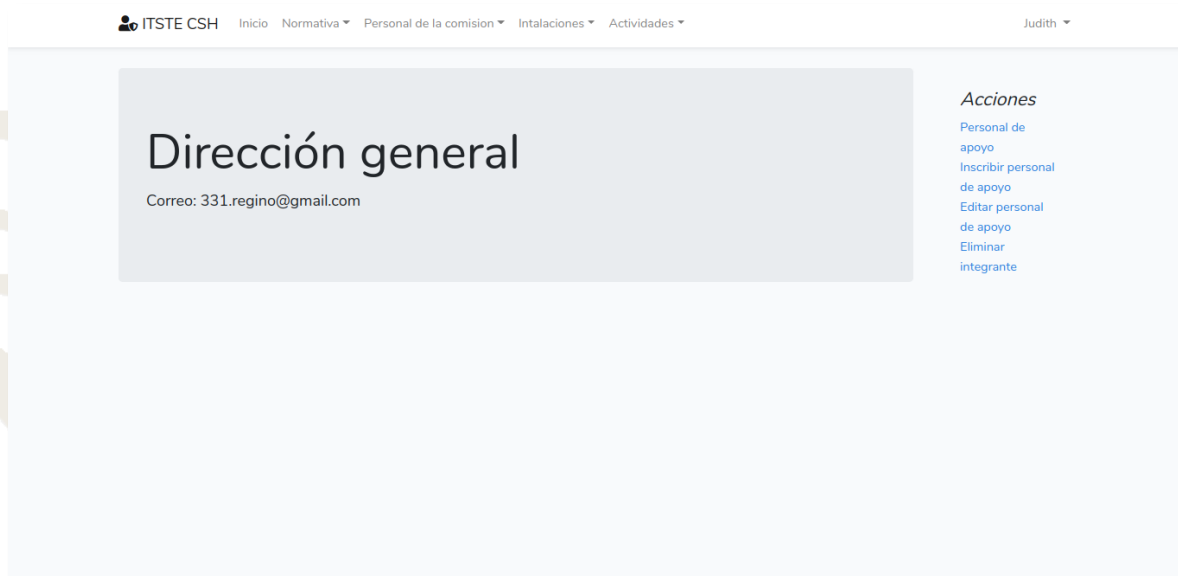 ITSTE CSH Inicio Normativa Personal de la comision Intalaciones Actividades Judith
Dirección general
Correo: 331.regino@gmail.com
Acciones
Personal de
apoyo
Inscribir personal
de apoyo
Editar personal
de apoyo
Eliminar
integrante